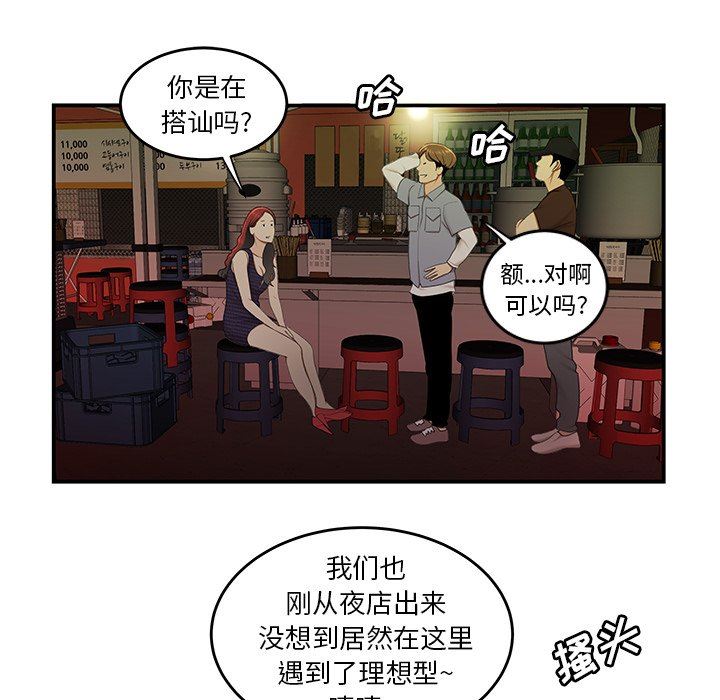 你是在
搭讪吗?
哈
哈
11,000
10,000
10,000
额...对啊
可以吗?
我们也
刚从夜店出来
没想到居然在这里
遇到了理想型~
搔头